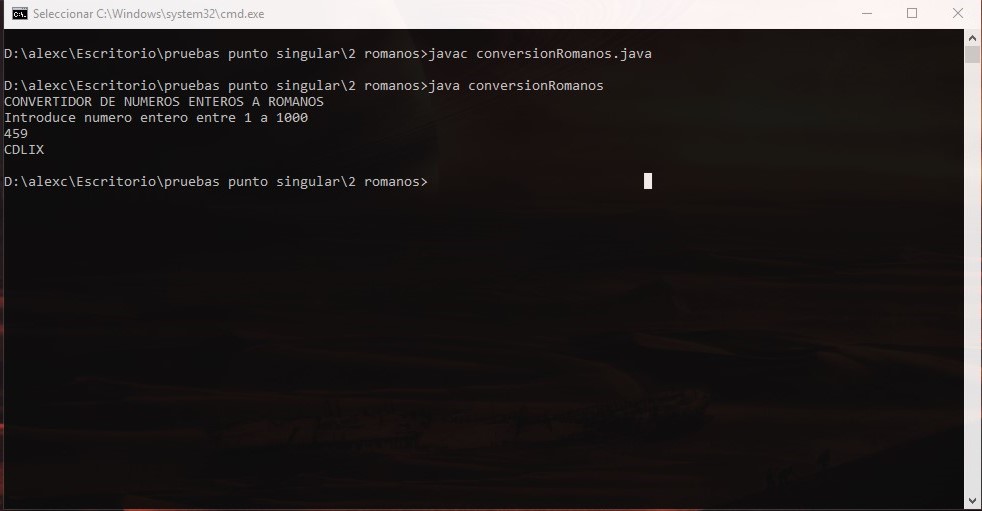 Seleccionar C:\Windows\system32\cmd.exe
D:\alexc\Escritorio\pruebas punto singular\2 romanos>javac conversionRomanos.java
D:\alexc\Escritorio\pruebas punto singular\2 romanos>java conversionRomanos
CONVERTIDOR DE NUMEROS ENTEROS A ROMANOS
Introduce numero entero entre 1 a 1000
459
CDLIX
D:\alexc\Escritorio\pruebas punto singular\2 romanos>